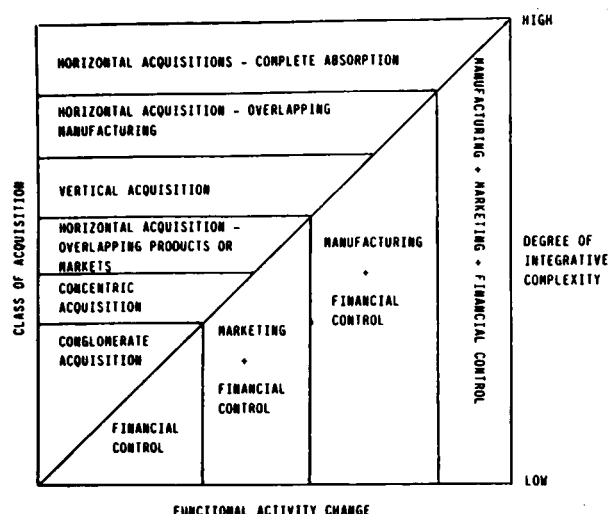 HIGH
HORIZONTAL ACQUISITIONS - COMPLETE ABSORPTION
HORIZONTAL ACQUISITION - OVERLAPPING
MANUFACTURING
VERTICAL ACQUISITION
HORIZONTAL ACQUISITION -
OVERLAPPING PRODUCTS OR
MARKETS
CONCENTRIC
ACQUISITION
CONGLOMERATE
ACQUISITION
CLASS OF ACQUISITION
FINANCIAL
CONTROL
MARKETING
+
FINANCIAL
CONTROL
MANUFACTURING
+
FINANCIAL
CONTROL
MANUFACTURING + MARKETING + FINANCIAL CONTROL
DEGREE OF
INTEGRATIVE
COMPLEXITY
LOW
FUNCTIONAL ACTIVITY CHANGE